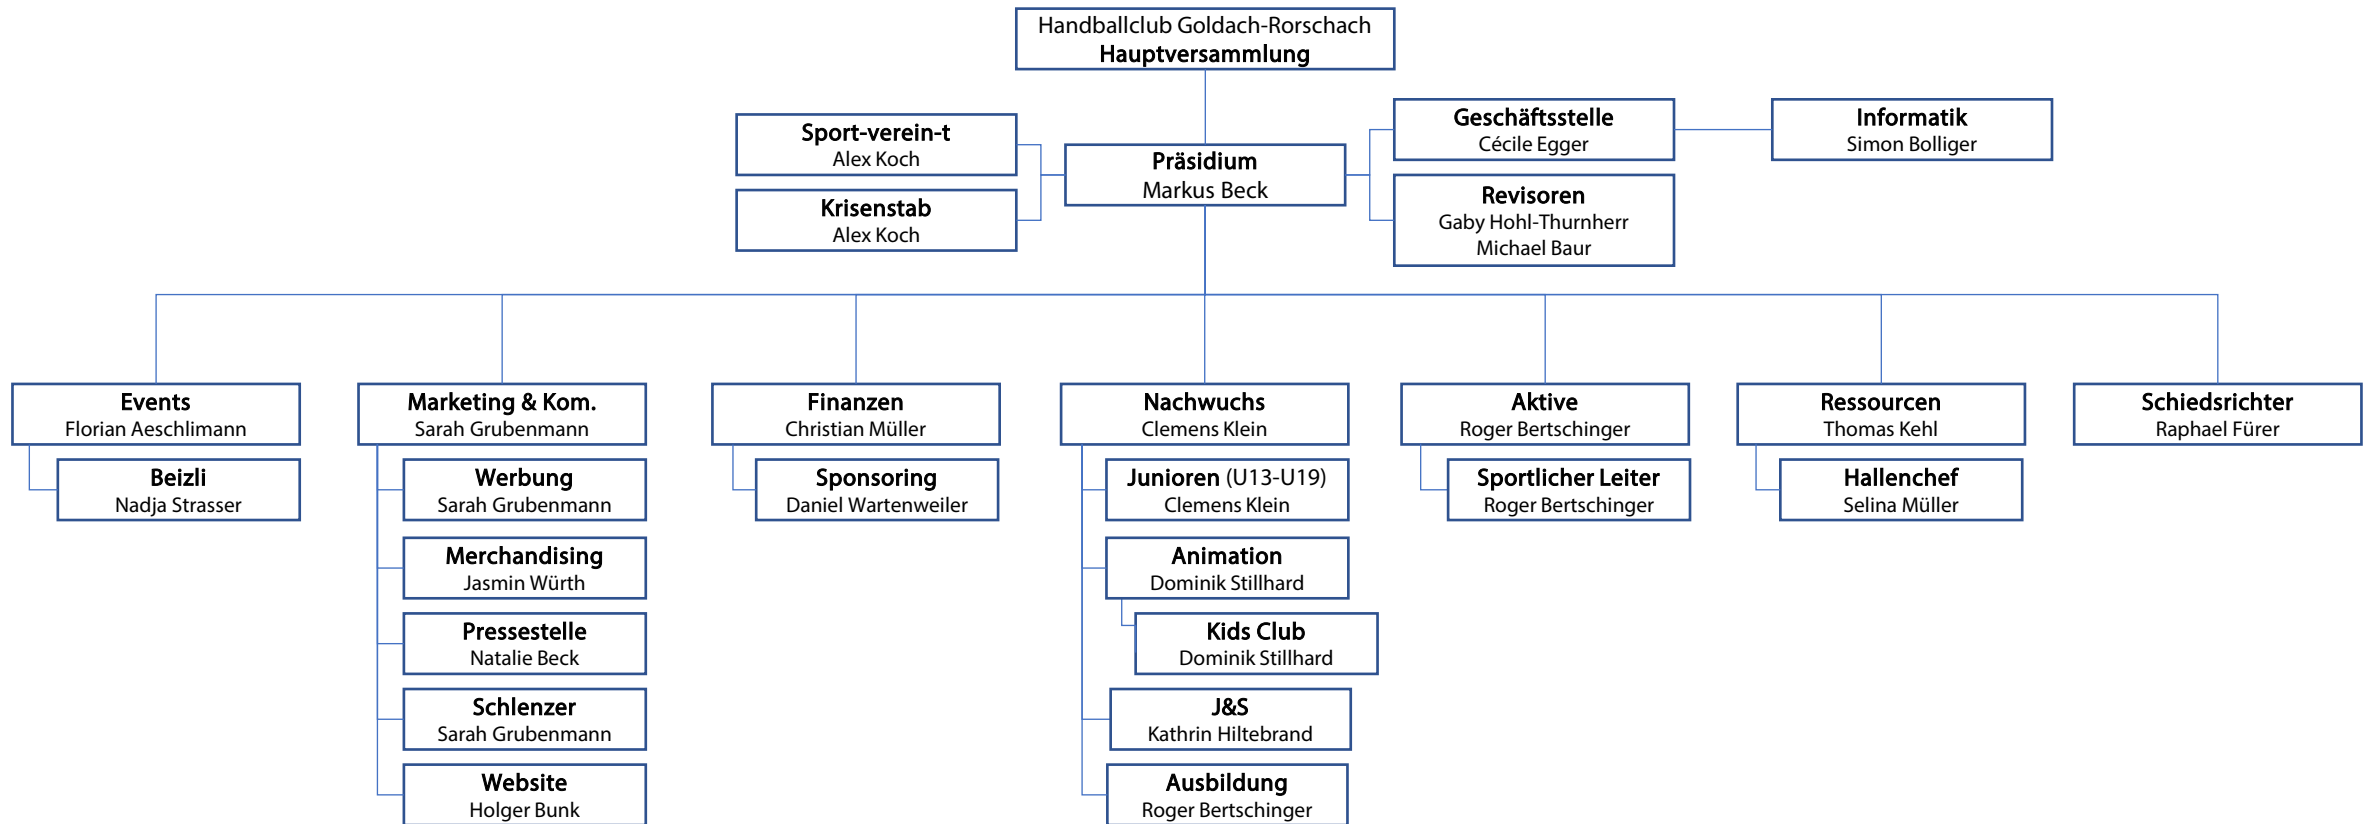 Handballclub Goldach-Rorschach
Hauptversammlung
Sport-verein-t
Alex Koch
Krisenstab
Alex Koch
Präsidium
Markus Beck
Geschäftsstelle
Cécile Egger
Informatik
Simon Bolliger
Revisoren
Gaby Hohl-Thurnherr
Michael Baur
Events
Florian Aeschlimann
Beizli
Nadja Strasser
Marketing & Kom.
Sarah Grubenmann
Werbung
Sarah Grubenmann
Merchandising
Jasmin Würth
Pressestelle
Natalie Beck
Schlenzer
Sarah Grubenmann
Website
Holger Bunk
Finanzen
Christian Müller
Sponsoring
Daniel Wartenweiler
Nachwuchs
Clemens Klein
Junioren (U13-U19)
Clemens Klein
Animation
Dominik Stillhard
Kids Club
Dominik Stillhard
J&S
Kathrin Hiltebrand
Ausbildung
Roger Bertschinger
Aktive
Roger Bertschinger
Sportlicher Leiter
Roger Bertschinger
Ressourcen
Thomas Kehl
Hallenchef
Selina Müller
Schiedsrichter
Raphael Fürer